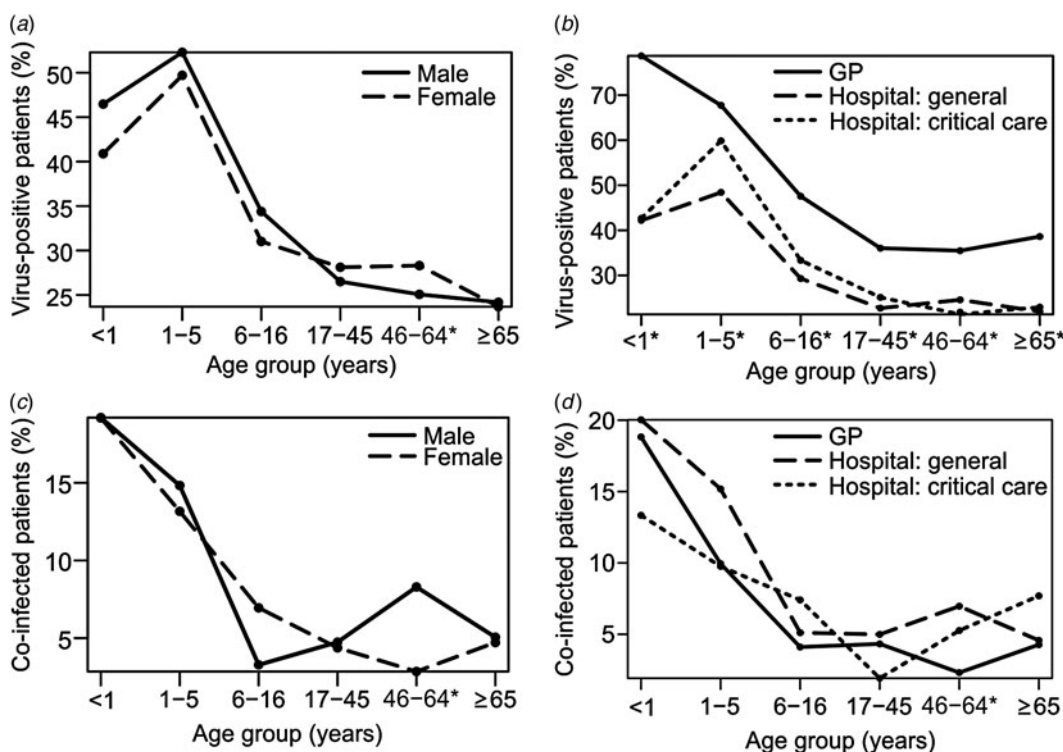 (a)
Virus-positive patients (%)
50
45
40
35
30
25
Male
Female
<1 1–5 6–16 17–45 46–64* ≥65
Age group (years)
(b)
Virus-positive patients (%)
70
60
50
40
30
GP
Hospital: general
Hospital: critical care
<1* 1–5* 6–16* 17–45* 46–64* ≥65*
Age group (years)
(c)
Co-infected patients (%)
15
10
5
Male
Female
<1 1–5 6–16 17–45 46–64* ≥65
Age group (years)
(d)
Co-infected patients (%)
20
15
10
5
GP
Hospital: general
Hospital: critical care
<1 1–5 6–16 17–45 46–64* ≥65
Age group (years)